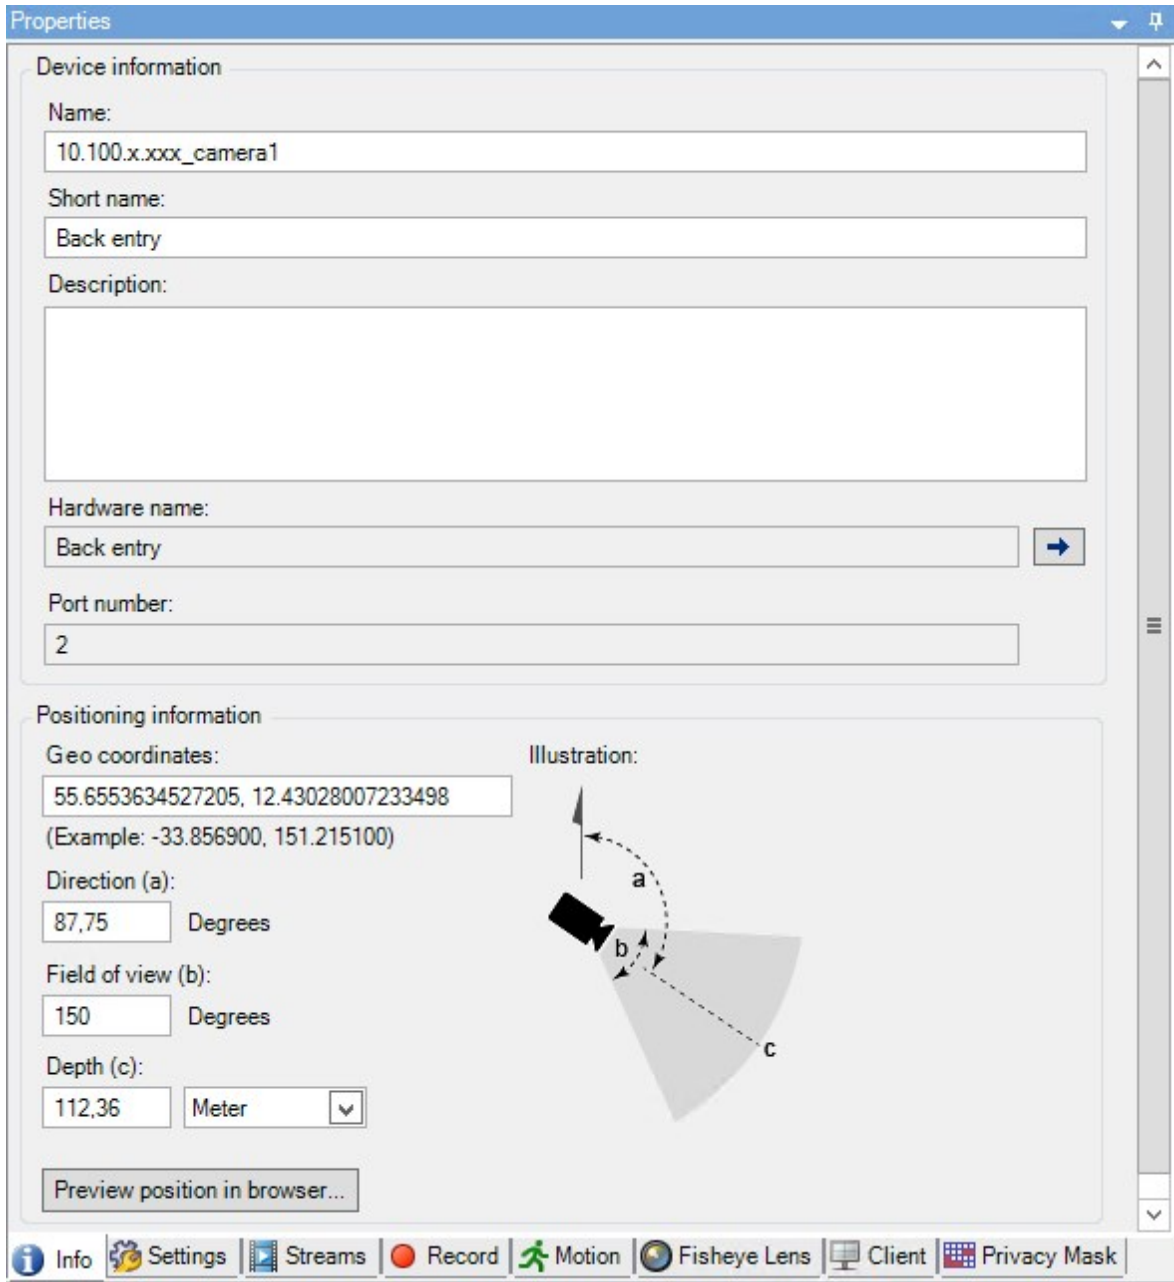 Properties
Device information
Name:
10.100.x.xxx_camera1
Short name:
Back entry
Description:
Hardware name:
Back entry
Port number:
2
Positioning information
Geo coordinates:
Illustration:
55.6553634527205, 12.43028007233498
(Example: -33.856900, 151.215100)
Direction (a):
87,75 Degrees
Field of view (b):
150 Degrees
Depth (c):
112,36 Meter
a
b
c
Preview position in browser...
Info Settings Streams Record Motion Fisheye Lens Client Privacy Mask